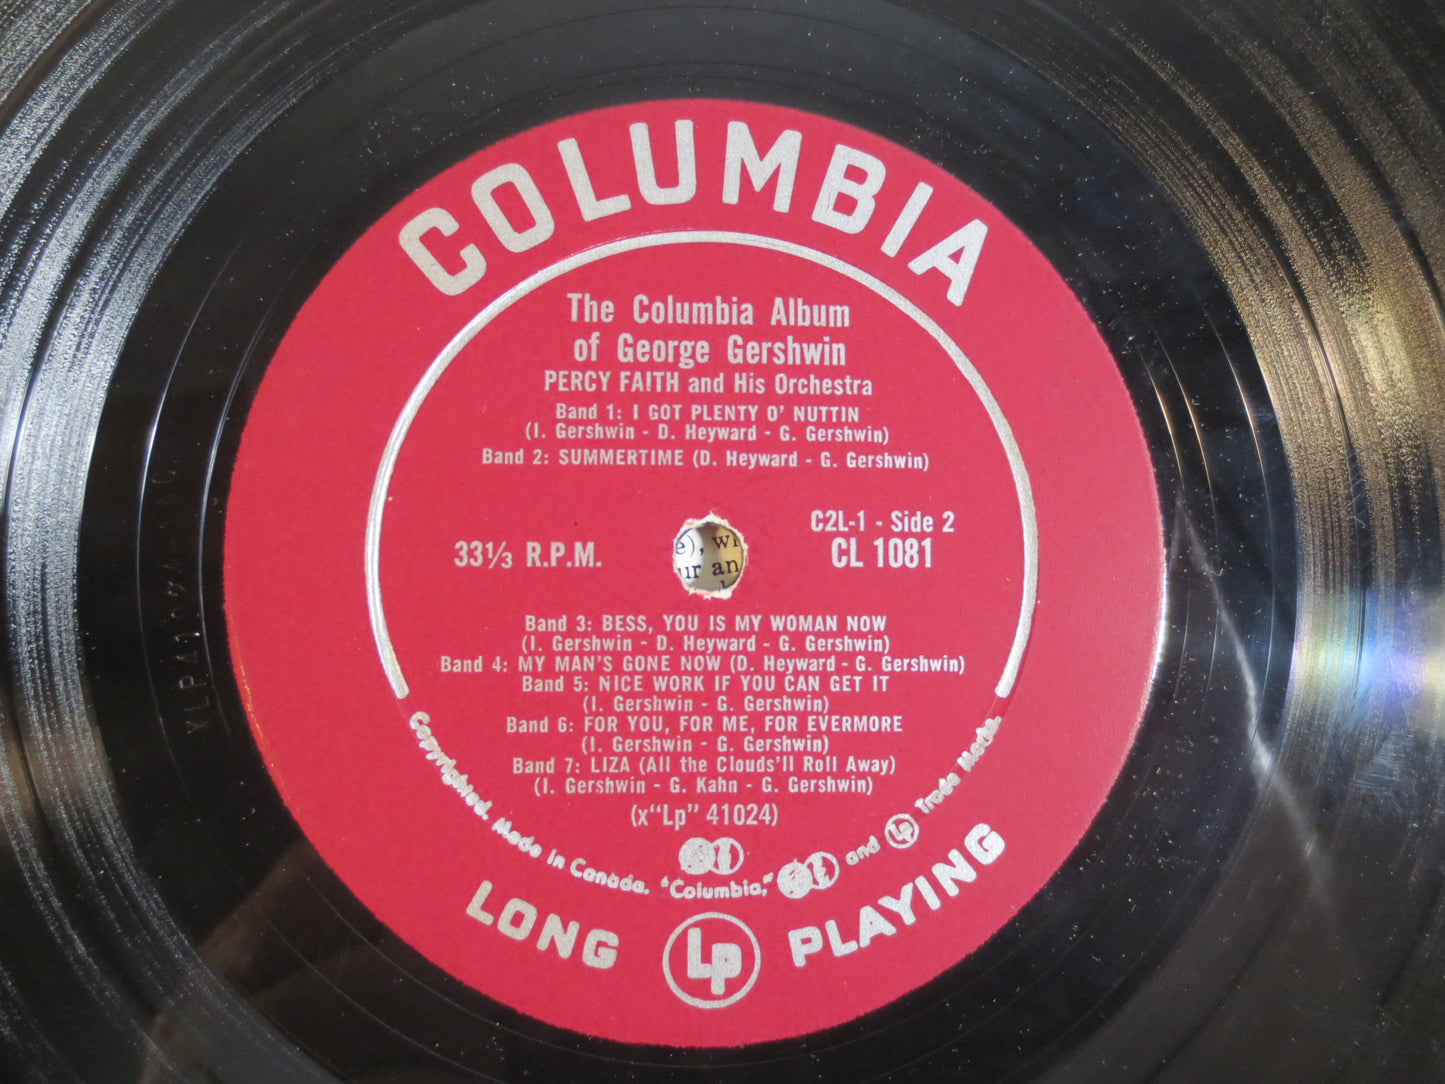 COLUMBIA
The Columbia Album
of George Gershwin
PERCY FAITH and His Orchestra
Band 1: I GOT PLENTY O' NUTTIN
(I. Gershwin - D. Heyward - G. Gershwin)
Band 2: SUMMERTIME (D. Heyward - G. Gershwin)
33⅓ R.P.M.
C2L-1 - Side 2
CL 1081
e), wi
ur an
Band 3: BESS, YOU IS MY WOMAN NOW
(I. Gershwin - D. Heyward - G. Gershwin)
Band 4: MY MAN'S GONE NOW (D. Heyward - G. Gershwin)
Band 5: NICE WORK IF YOU CAN GET IT
(I. Gershwin - G. Gershwin)
Band 6: FOR YOU, FOR ME, FOR EVERMORE
(I. Gershwin - G. Gershwin)
Band 7: LIZA (All the Clouds'll Roll Away)
(I. Gershwin - G. Kahn - G. Gershwin)
(x"Lp" 41024)
Copyrighted. Made in Canada. "Columbia," and Lp Trade Marks.
LONG Lp PLAYING